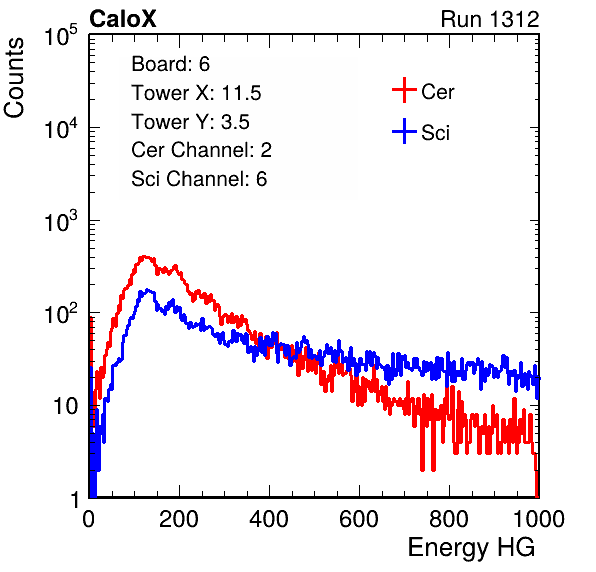 CaloX Run 1312
Counts
10^5
10^4
10^3
10^2
10
1
Board: 6
Tower X: 11.5
Tower Y: 3.5
Cer Channel: 2
Sci Channel: 6
Cer
Sci
0 200 400 600 800 1000
Energy HG